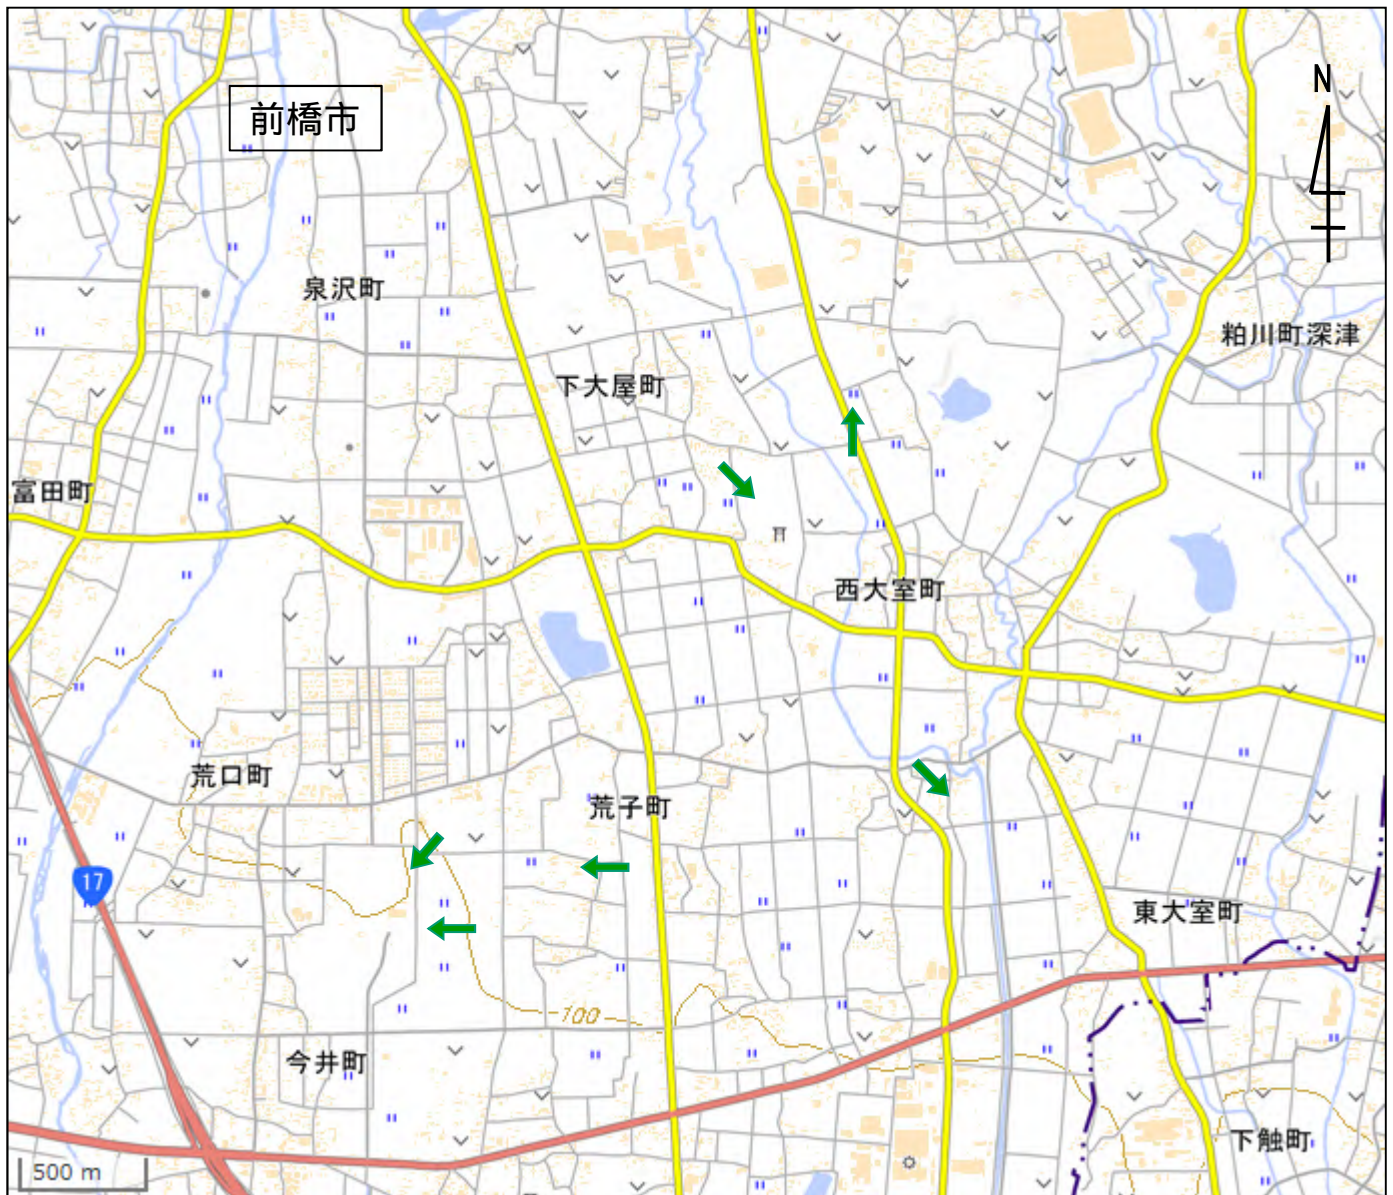 N
前橋市
泉沢町
粕川町深津
下大屋町
富田町
西大室町
荒口町
荒子町
17
東大室町
100
今井町
下触町
500 m